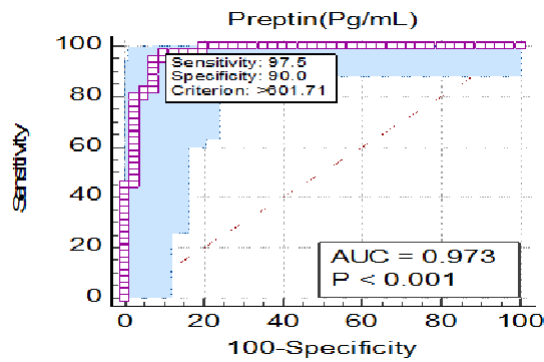 Preptin(Pg/mL)
100
80
60
40
20
0
Sensitivity
Sensitivity: 97.5
Specificity: 90.0
Criterion: >601.71
AUC = 0.973
P < 0.001
0 20 40 60 80 100
100-Specificity